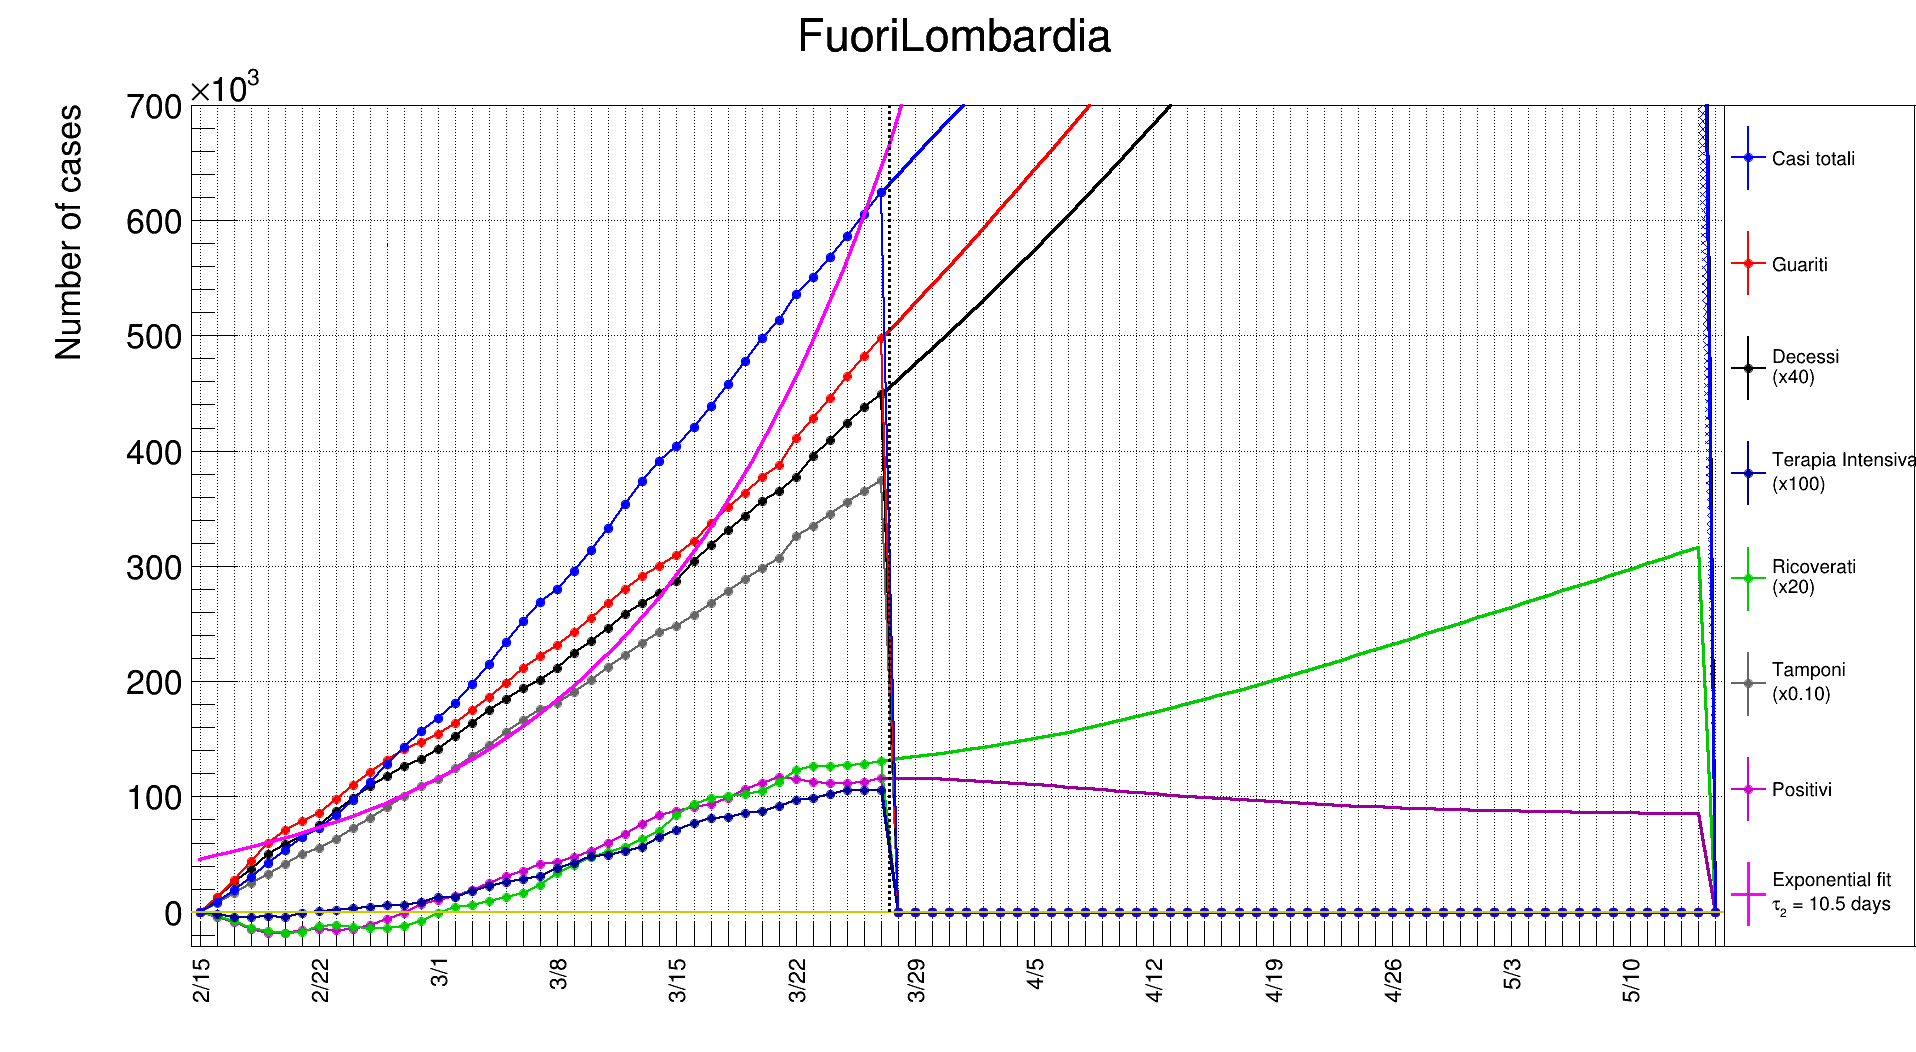 FuoriLombardia
×10³
Number of cases
700
600
500
400
300
200
100
0
2/15
2/22
3/1
3/8
3/15
3/22
3/29
4/5
4/12
4/19
4/26
5/3
5/10
Casi totali
Guariti
Decessi
(x40)
Terapia Intensiva
(x100)
Ricoverati
(x20)
Tamponi
(x0.10)
Positivi
Exponential fit
τ₂ = 10.5 days